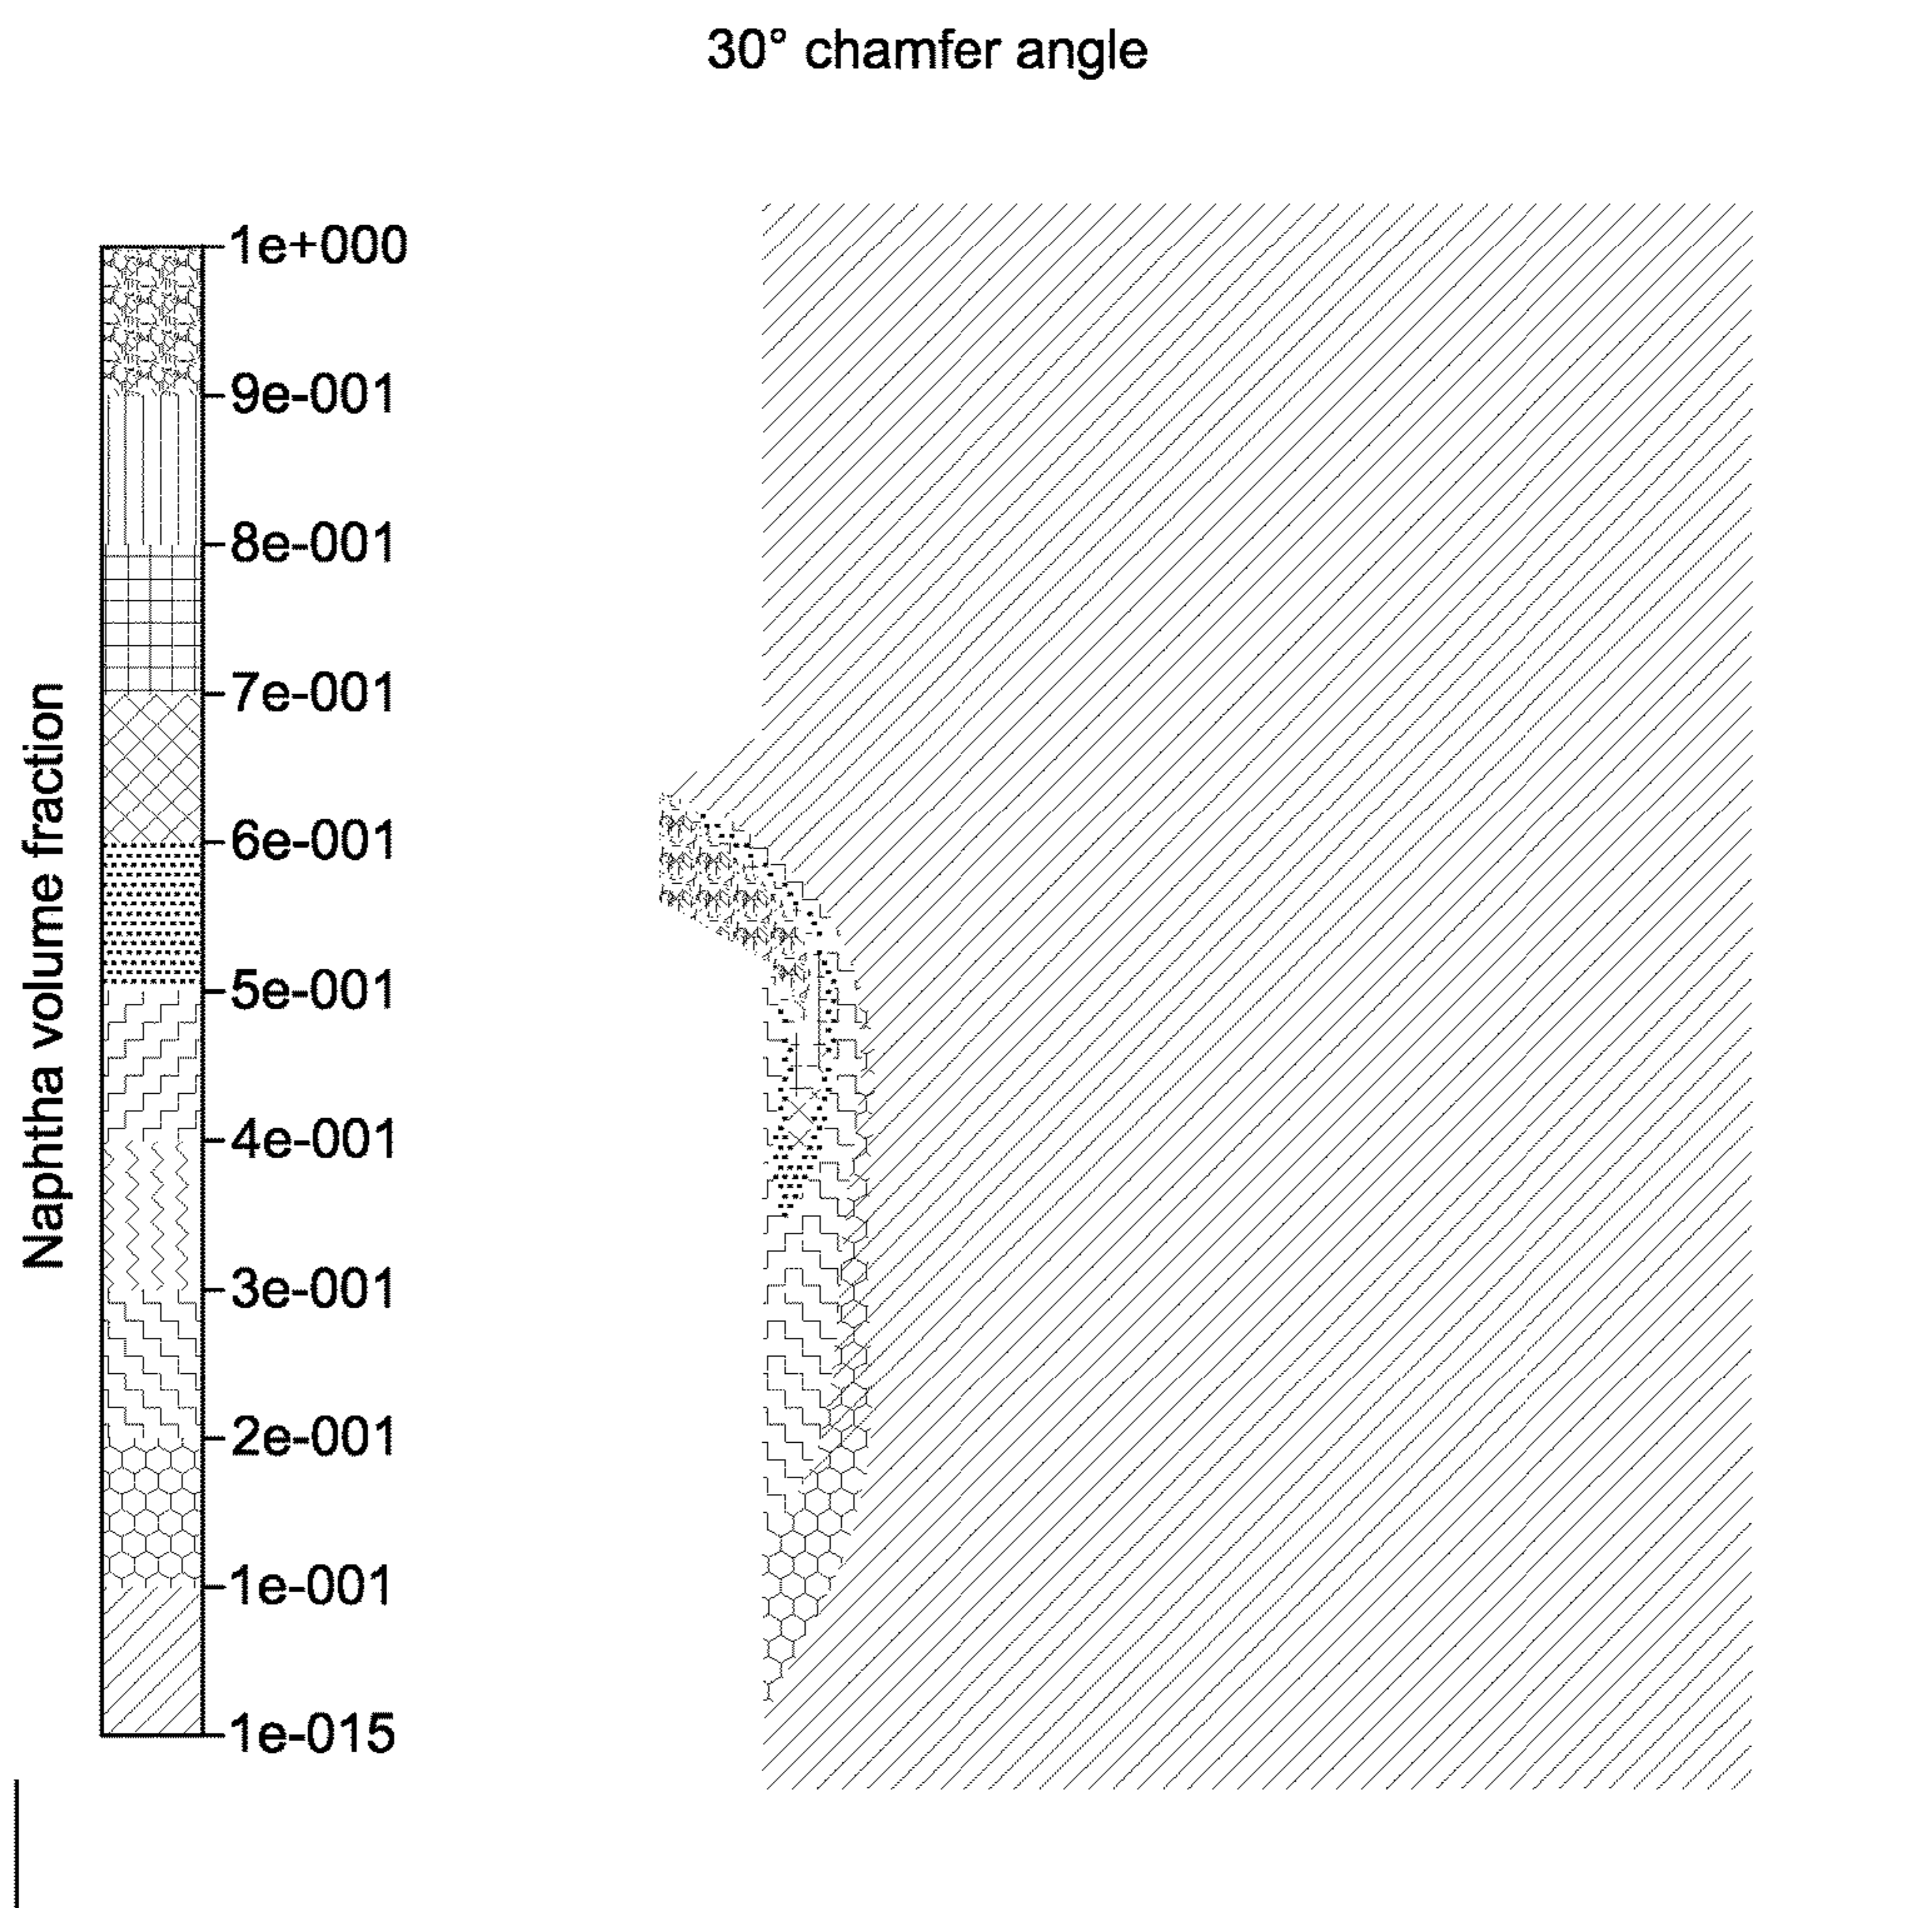 30° chamfer angle
Naphtha volume fraction
1e+000
9e-001
8e-001
7e-001
6e-001
5e-001
4e-001
3e-001
2e-001
1e-001
1e-015